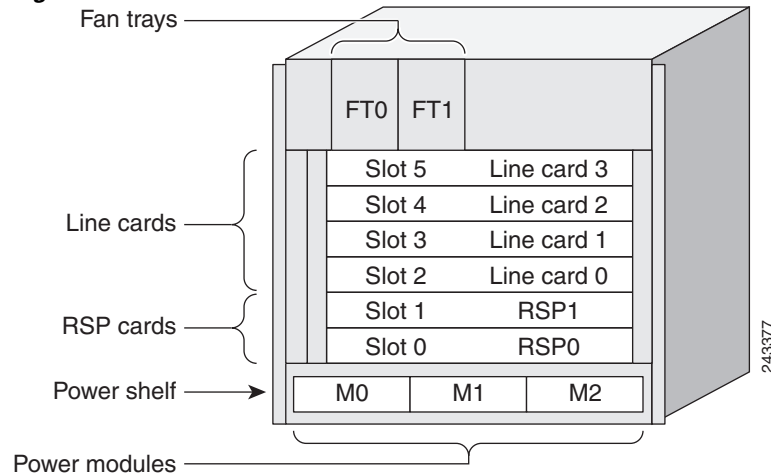 Fan trays
FT0 FT1
Slot 5 Line card 3
Slot 4 Line card 2
Line cards
Slot 3 Line card 1
Slot 2 Line card 0
Slot 1 RSP1
RSP cards
Slot 0 RSP0
Power shelf
M0 M1 M2
Power modules
243377